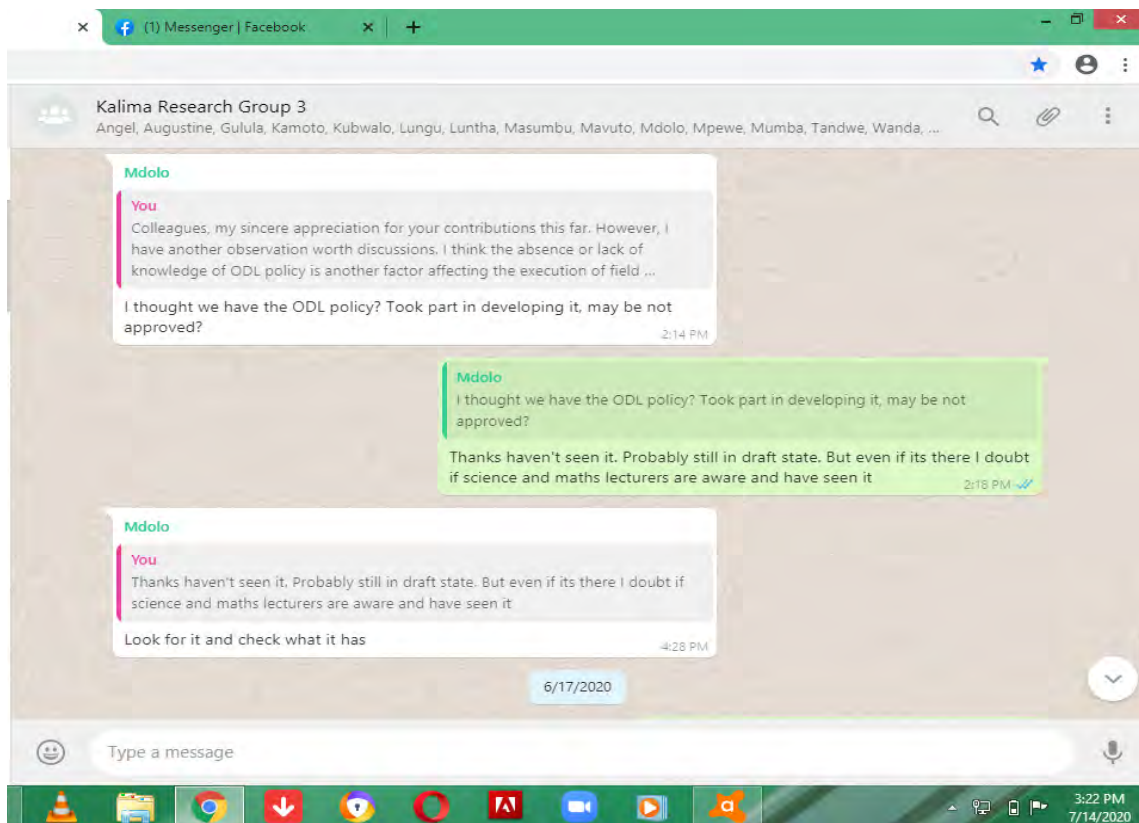 (1) Messenger | Facebook
Kalima Research Group 3
Angel, Augustine, Gulula, Kamoto, Kubwalo, Lungu, Luntha, Masumbu, Mavuto, Mdolo, Mpewe, Mumba, Tandwe, Wanda, ...
Mdolo
You
Colleagues, my sincere appreciation for your contributions this far. However, I
have another observation worth discussions. I think the absence or lack of
knowledge of ODL policy is another factor affecting the execution of field ...
I thought we have the ODL policy? Took part in developing it, may be not
approved?
2:14 PM
Mdolo
I thought we have the ODL policy? Took part in developing it, may be not
approved?
Thanks haven't seen it. Probably still in draft state. But even if its there I doubt
if science and maths lecturers are aware and have seen it
2:18 PM
Mdolo
You
Thanks haven't seen it. Probably still in draft state. But even if its there I doubt if
science and maths lecturers are aware and have seen it
Look for it and check what it has
4:28 PM
6/17/2020
Type a message
3:22 PM
7/14/2020